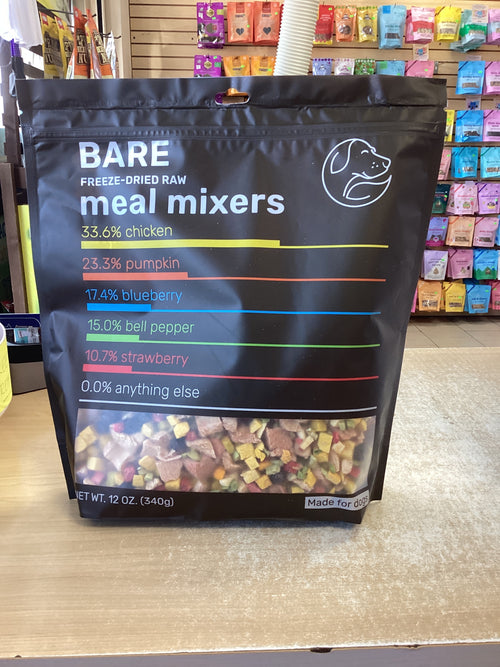 BARE
FREEZE-DRIED RAW
meal mixers
33.6% chicken
23.3% pumpkin
17.4% blueberry
15.0% bell pepper
10.7% strawberry
0.0% anything else
ET WT. 12 OZ. (340g)
Made for dogs